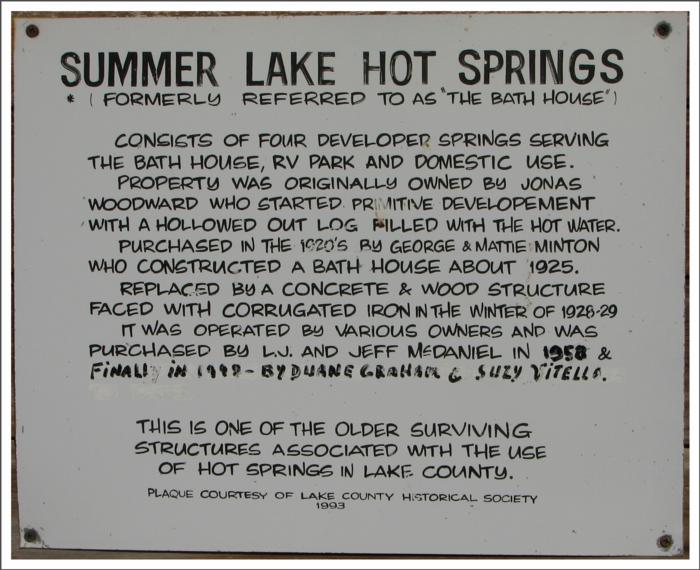 SUMMER LAKE HOT SPRINGS
* (FORMERLY REFERRED TO AS "THE BATH HOUSE")
CONSISTS OF FOUR DEVELOPED SPRINGS SERVING
THE BATH HOUSE, RV PARK AND DOMESTIC USE.
PROPERTY WAS ORIGINALLY OWNED BY JONAS
WOODWARD WHO STARTED PRIMITIVE DEVELOPEMENT
WITH A HOLLOWED OUT LOG FILLED WITH THE HOT WATER.
PURCHASED IN THE 1920'S BY GEORGE & MATTIE MINTON
WHO CONSTRUCTED A BATH HOUSE ABOUT 1925.
REPLACED BY A CONCRETE & WOOD STRUCTURE
FACED WITH CORRUGATED IRON IN THE WINTER OF 1928-29
IT WAS OPERATED BY VARIOUS OWNERS AND WAS
PURCHASED BY L.J. AND JEFF McDANIEL IN 1958 &
FINALLY IN 1997 - BY DUANE GRAHAM & SUZY VITELLO.
THIS IS ONE OF THE OLDER SURVIVING
STRUCTURES ASSOCIATED WITH THE USE
OF HOT SPRINGS IN LAKE COUNTY.
PLAQUE COURTESY OF LAKE COUNTY HISTORICAL SOCIETY
1993